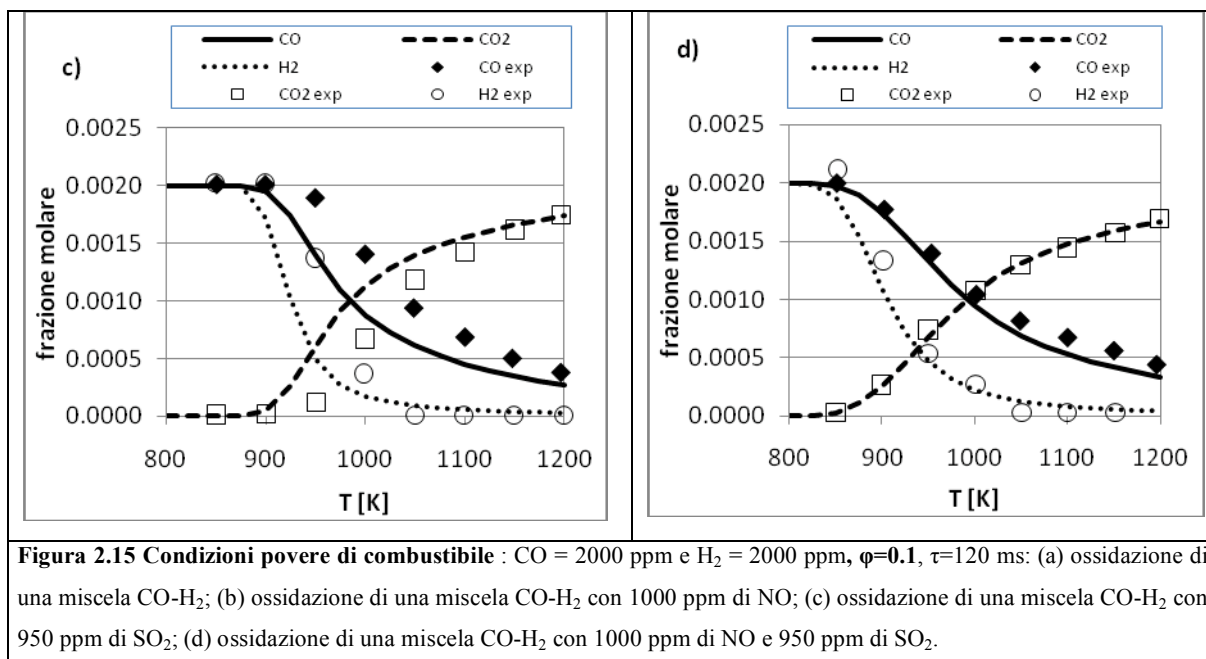 c)
CO
CO2
H2
CO exp
CO2 exp
H2 exp
frazione molare
0.0025
0.0020
0.0015
0.0010
0.0005
0.0000
800 900 1000 1100 1200
T [K]
d)
CO
CO2
H2
CO exp
CO2 exp
H2 exp
frazione molare
0.0025
0.0020
0.0015
0.0010
0.0005
0.0000
800 900 1000 1100 1200
T [K]
Figura 2.15 Condizioni povere di combustibile : CO = 2000 ppm e H₂ = 2000 ppm, φ=0.1, τ=120 ms: (a) ossidazione di
una miscela CO-H₂; (b) ossidazione di una miscela CO-H₂ con 1000 ppm di NO; (c) ossidazione di una miscela CO-H₂ con
950 ppm di SO₂; (d) ossidazione di una miscela CO-H₂ con 1000 ppm di NO e 950 ppm di SO₂.